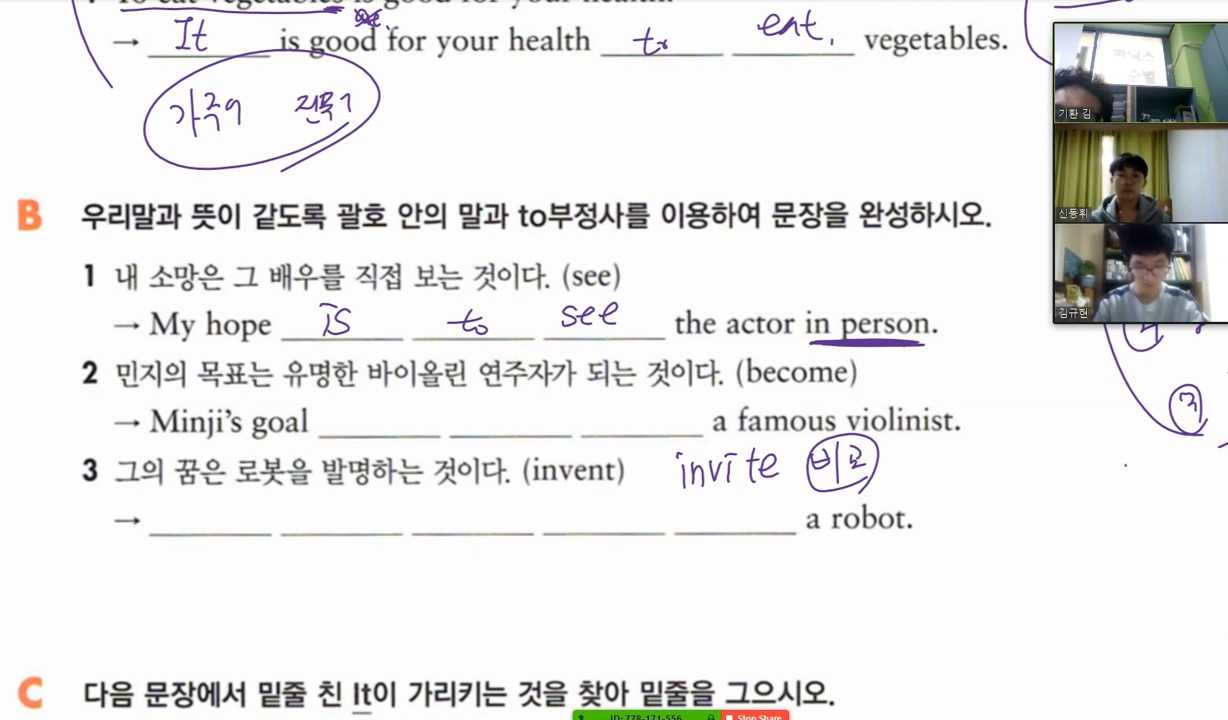 → It is good for your health to eat. vegetables.
가주어 진주어
B 우리말과 뜻이 같도록 괄호 안의 말과 to부정사를 이용하여 문장을 완성하시오.
1 내 소망은 그 배우를 직접 보는 것이다. (see)
→ My hope is to see the actor in person.
2 민지의 목표는 유명한 바이올린 연주자가 되는 것이다. (become)
→ Minji's goal a famous violinist.
3 그의 꿈은 로봇을 발명하는 것이다. (invent) invite 비교
→ a robot.
C 다음 문장에서 밑줄 친 It이 가리키는 것을 찾아 밑줄을 그으시오.
기환 김
신동휘
김규현
ID: 778-171-556 Stop Share